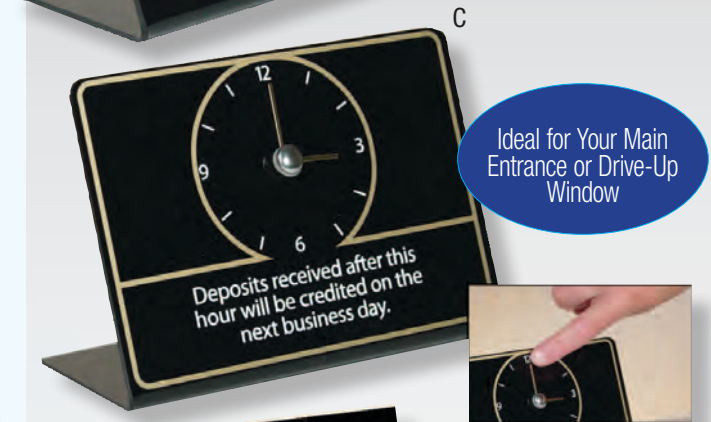 C
12
3
9
6
Deposits received after this
hour will be credited on the
next business day.
Ideal for Your Main
Entrance or Drive-Up
Window
12
3
9